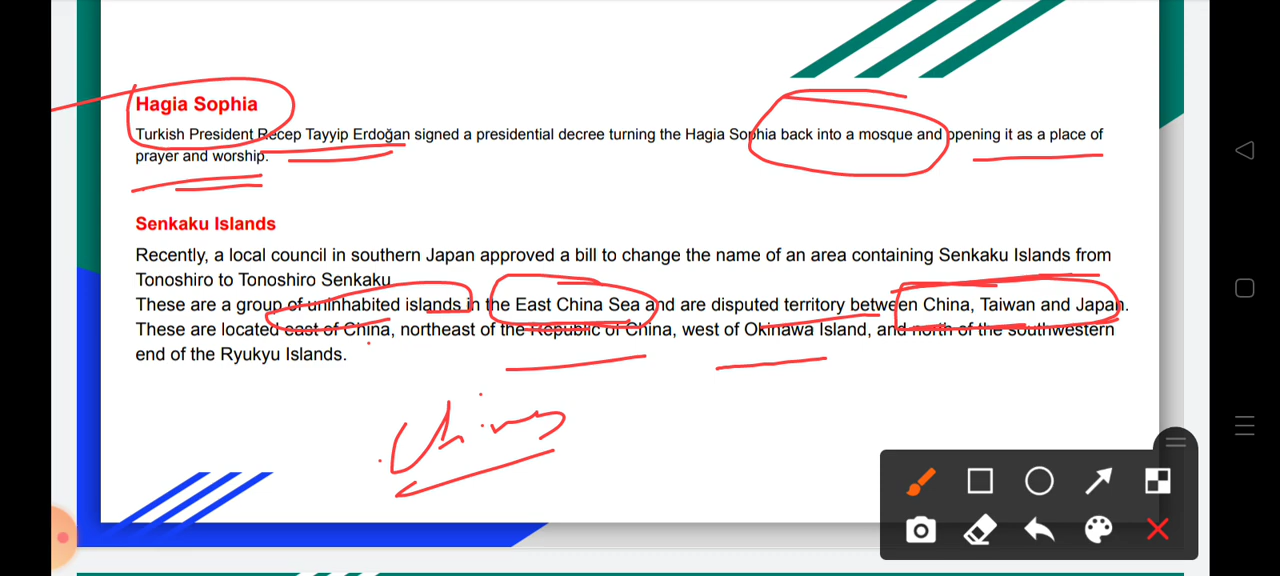 Hagia Sophia
Turkish President Recep Tayyip Erdoğan signed a presidential decree turning the Hagia Sophia back into a mosque and opening it as a place of
prayer and worship.
Senkaku Islands
Recently, a local council in southern Japan approved a bill to change the name of an area containing Senkaku Islands from
Tonoshiro to Tonoshiro Senkaku
These are a group of uninhabited islands in the East China Sea and are disputed territory between China, Taiwan and Japan.
These are located east of China, northeast of the Republic of China, west of Okinawa Island, and north of the southwestern
end of the Ryukyu Islands.
China